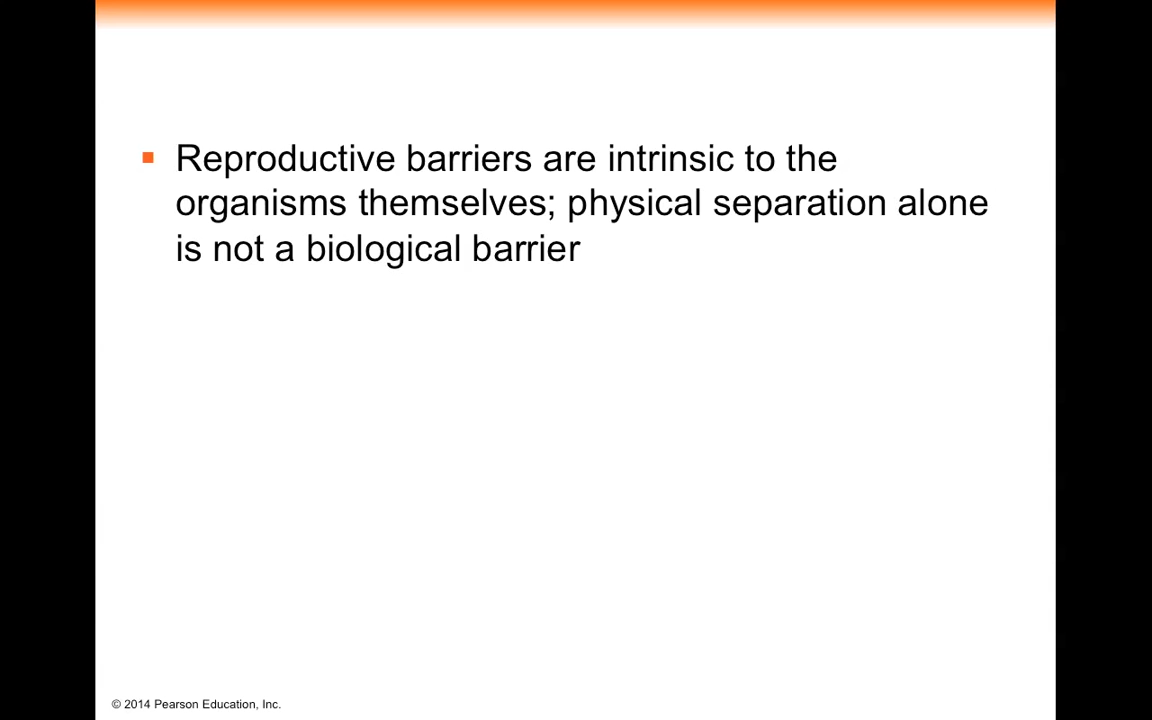 Reproductive barriers are intrinsic to the
organisms themselves; physical separation alone
is not a biological barrier
© 2014 Pearson Education, Inc.